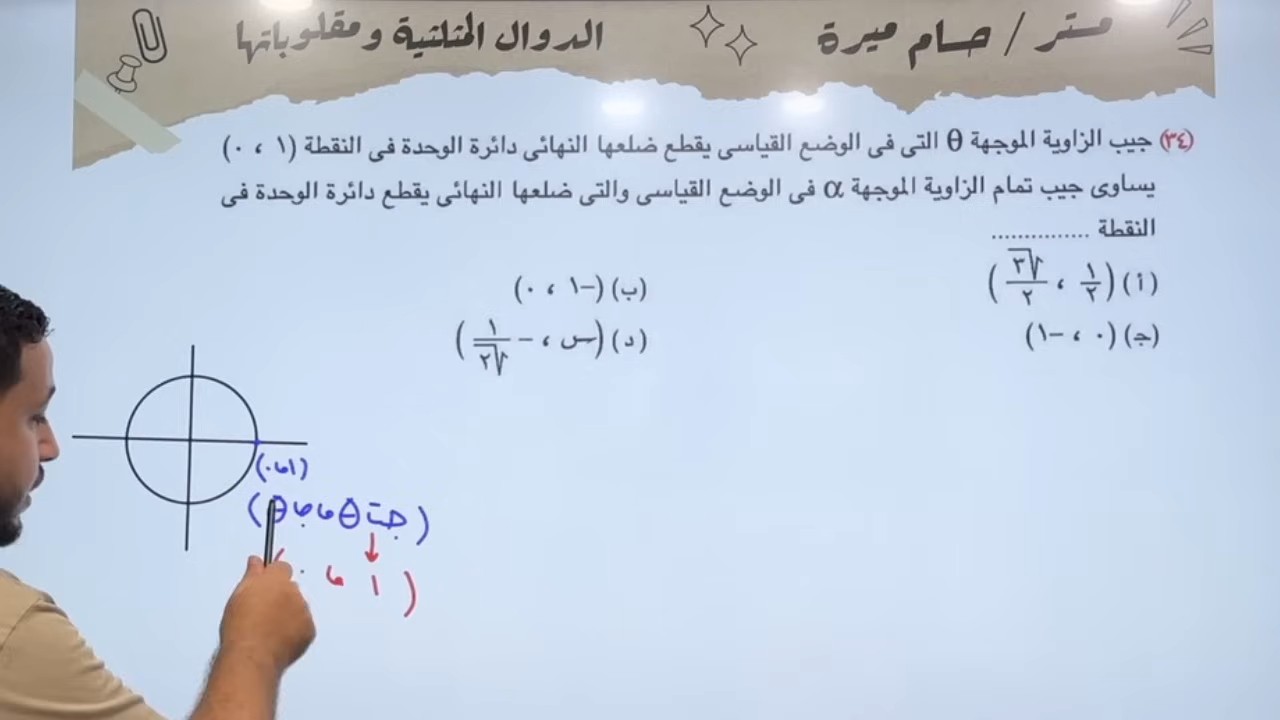 مستر / حسام ميرة
الدوال المثلثية ومقلوباتها
(٣٤) جيب الزاوية الموجهة θ التى فى الوضع القياسى يقطع ضلعها النهائى دائرة الوحدة فى النقطة (١ ، ٠)
يساوى جيب تمام الزاوية الموجهة α فى الوضع القياسى والتى ضلعها النهائى يقطع دائرة الوحدة فى
النقطة ...............
(أ) (١/٢ ، √٣/٢)
(ب) (−١ ، ٠)
(ج) (٠ ، −١)
(د) (س ، − ١/√٢)
(١ ، ٠)
(جتθ ، جθ)
(١ ، ٠)